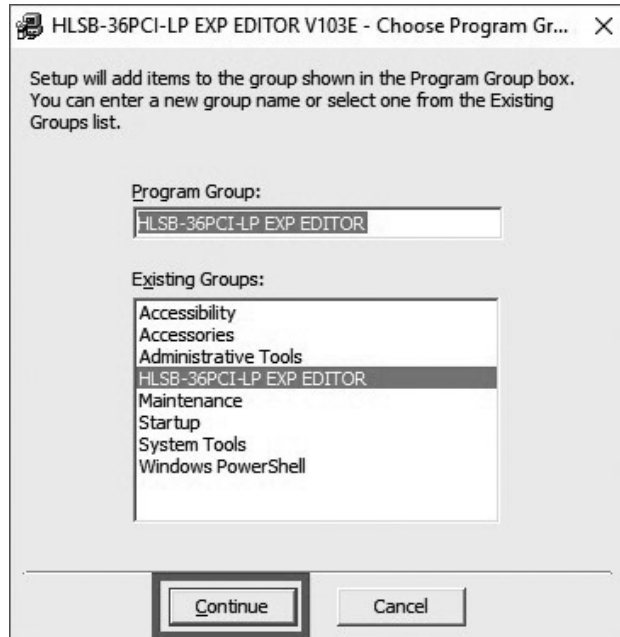 HLSB-36PCI-LP EXP EDITOR V103E - Choose Program Gr...
Setup will add items to the group shown in the Program Group box.
You can enter a new group name or select one from the Existing
Groups list.
Program Group:
HLSB-36PCI-LP EXP EDITOR
Existing Groups:
Accessibility
Accessories
Administrative Tools
HLSB-36PCI-LP EXP EDITOR
Maintenance
Startup
System Tools
Windows PowerShell
Continue
Cancel